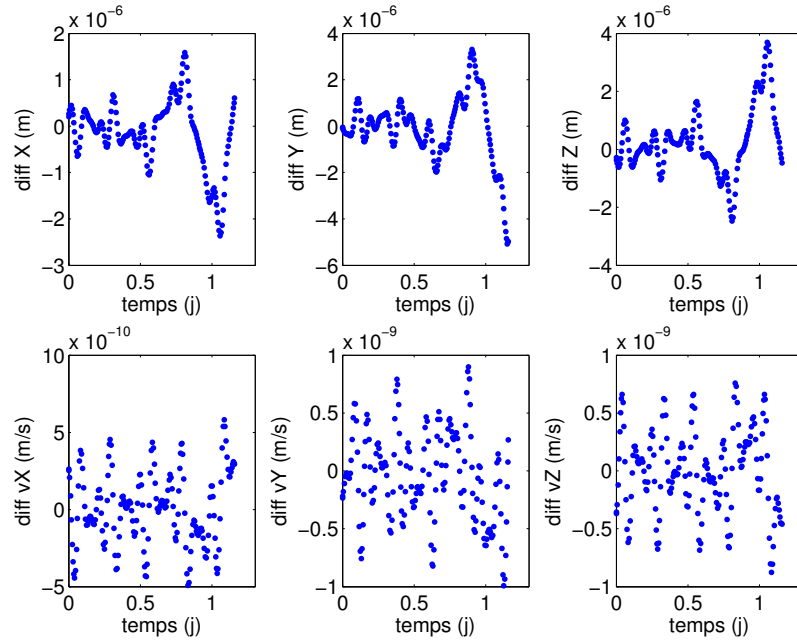 x 10⁻⁶
2
1
0
−1
−2
−3
0
0.5
1
diff X (m)
temps (j)
x 10⁻⁶
6
4
2
0
−2
−4
−6
0
0.5
1
diff Y (m)
temps (j)
x 10⁻⁶
4
2
0
−2
−4
0
0.5
1
diff Z (m)
temps (j)
x 10⁻¹⁰
10
5
0
−5
0
0.5
1
diff vX (m/s)
temps (j)
x 10⁻⁹
1
0.5
0
−0.5
−1
0
0.5
1
diff vY (m/s)
temps (j)
x 10⁻⁹
1
0.5
0
−0.5
−1
0
0.5
1
diff vZ (m/s)
temps (j)